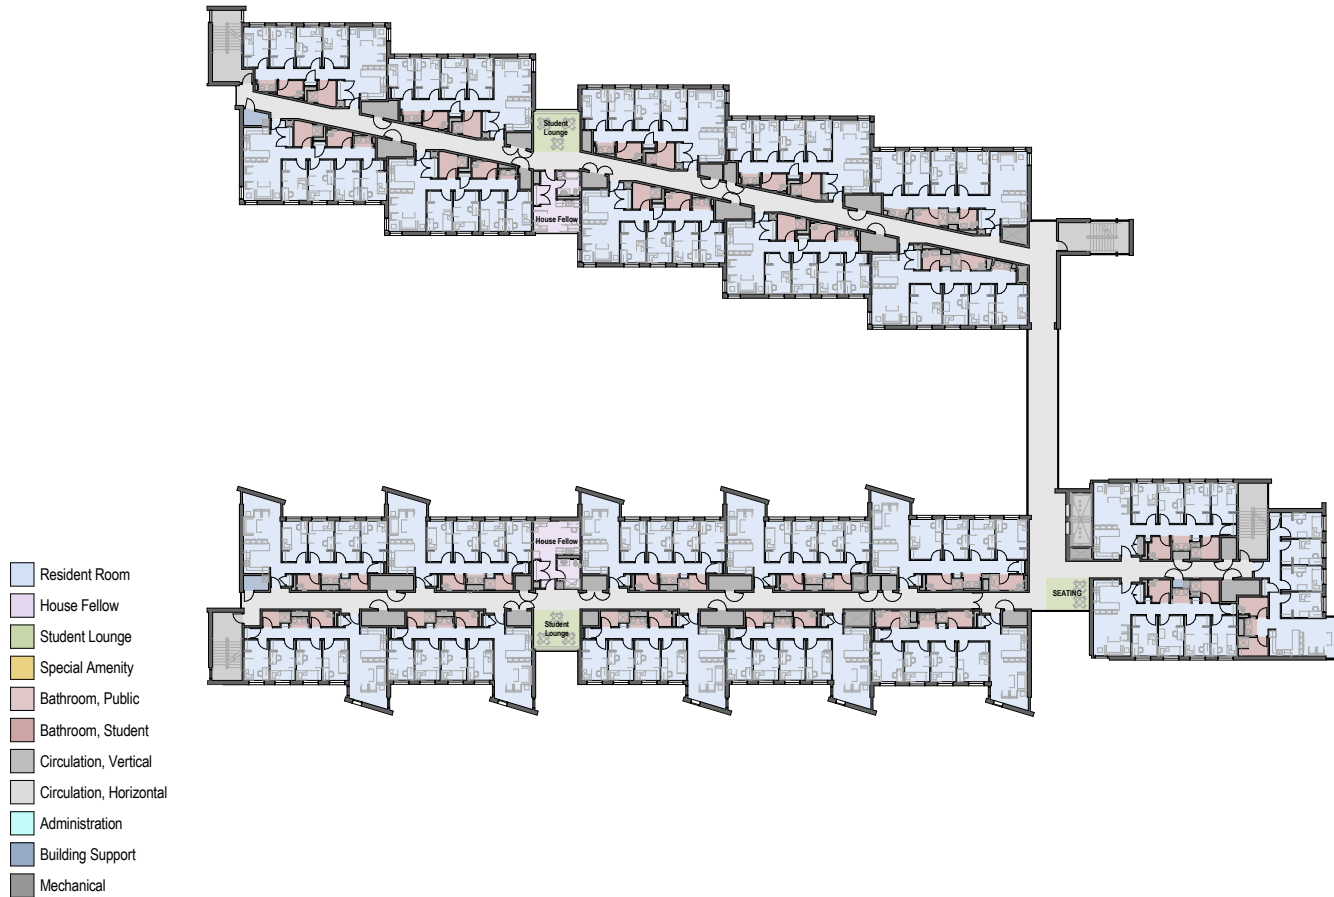 Student
Lounge
House Fellow
House Fellow
Student
Lounge
SEATING
Resident Room
House Fellow
Student Lounge
Special Amenity
Bathroom, Public
Bathroom, Student
Circulation, Vertical
Circulation, Horizontal
Administration
Building Support
Mechanical